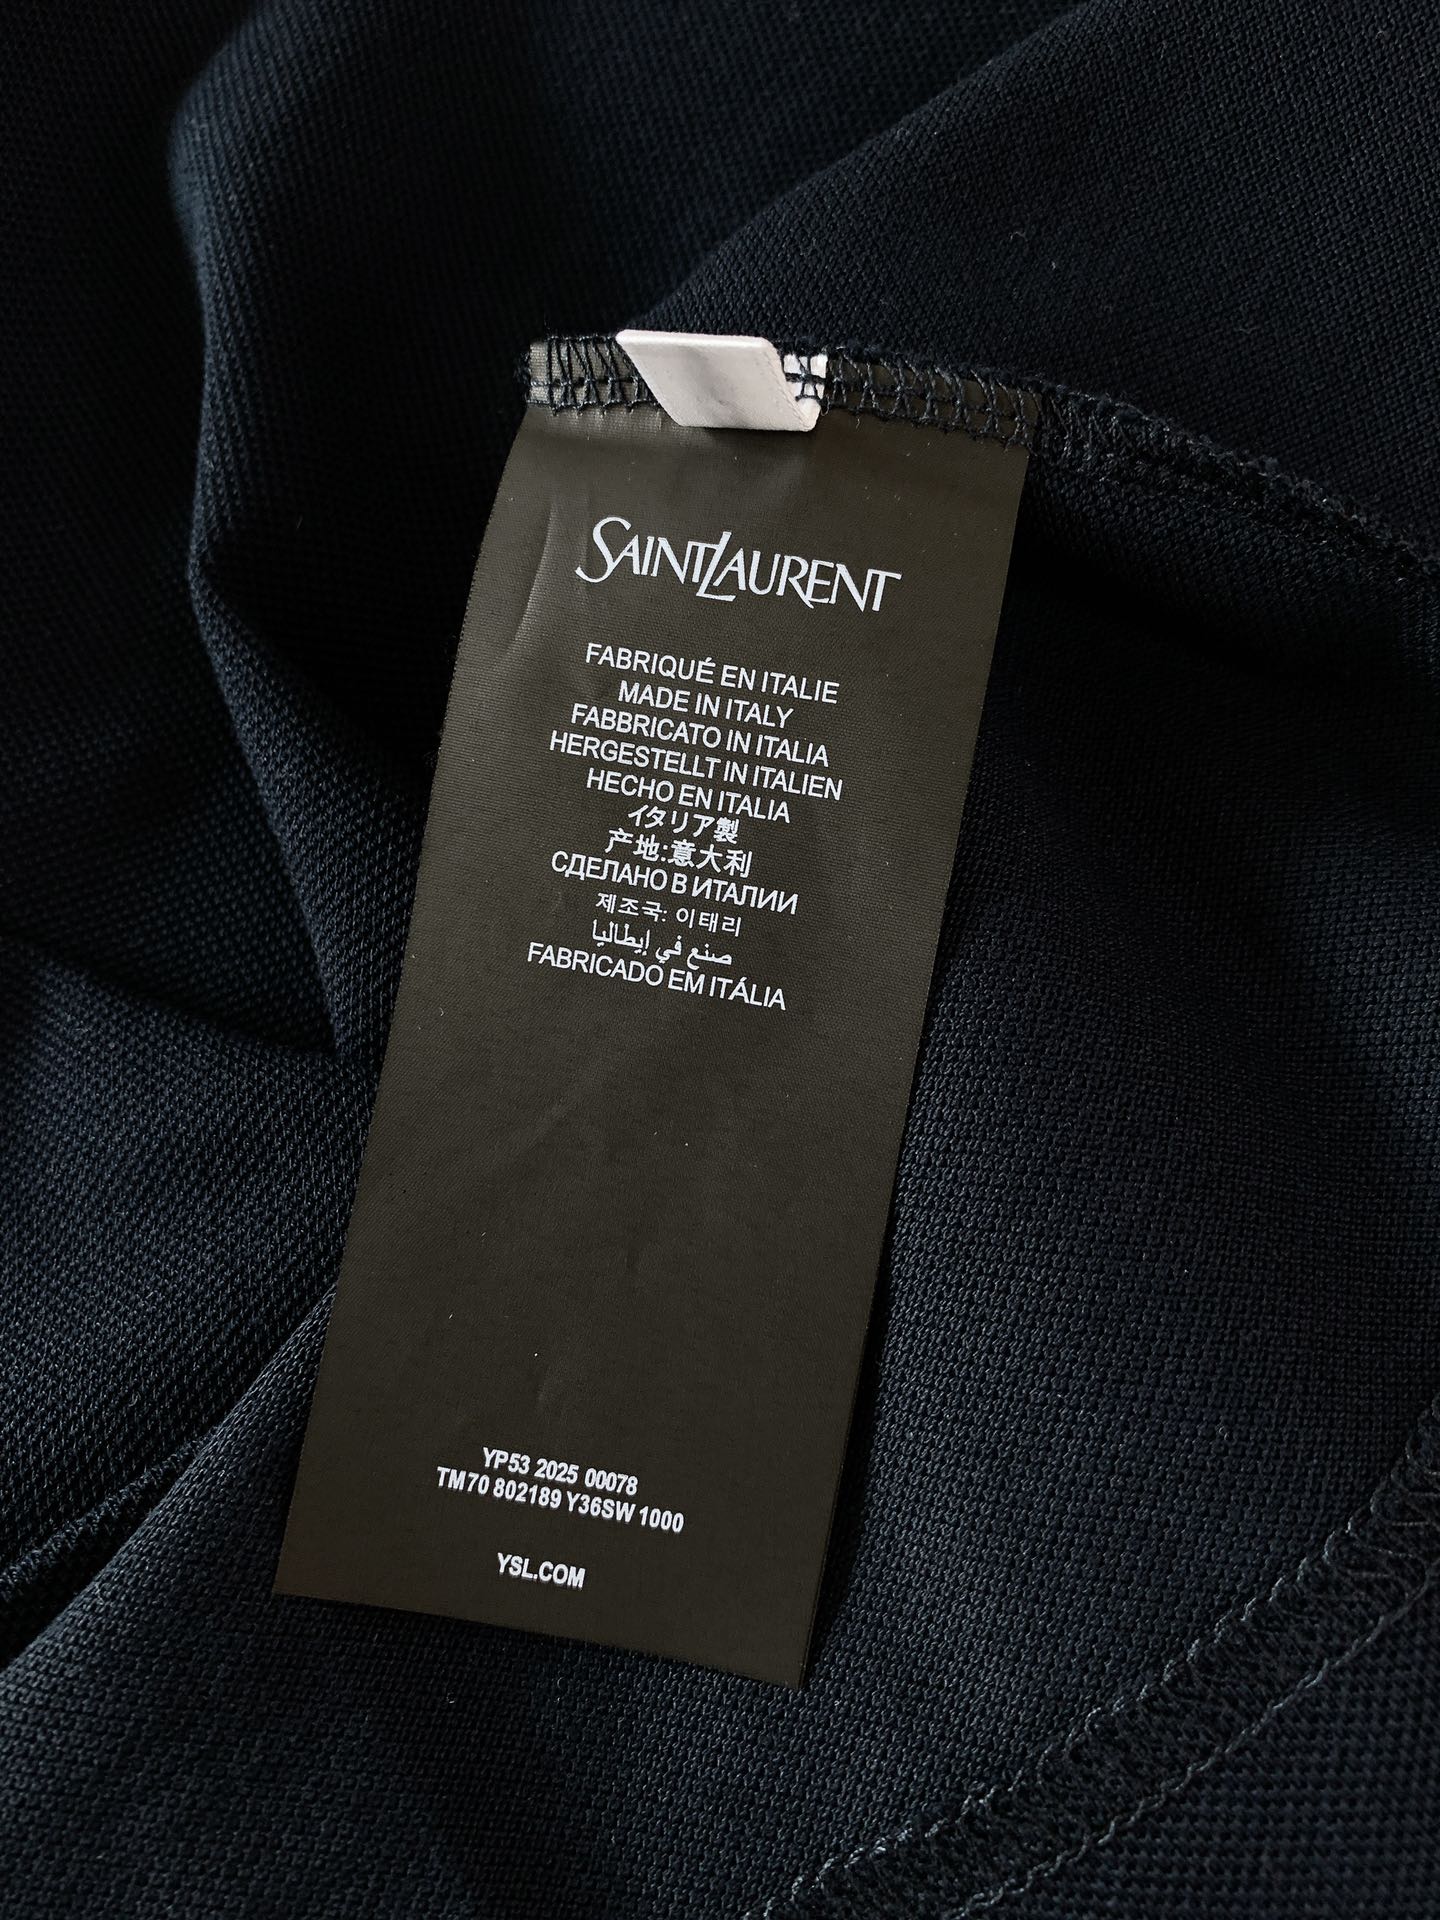 SAINT LAURENT
FABRIQUÉ EN ITALIE
MADE IN ITALY
FABBRICATO IN ITALIA
HERGESTELLT IN ITALIEN
HECHO EN ITALIA
イタリア製
产地:意大利
СДЕЛАНО В ИТАЛИИ
제조국: 이태리
صنع في إيطاليا
FABRICADO EM ITÁLIA
YP53 2025 00078
TM70 802189 Y36SW 1000
YSL.COM